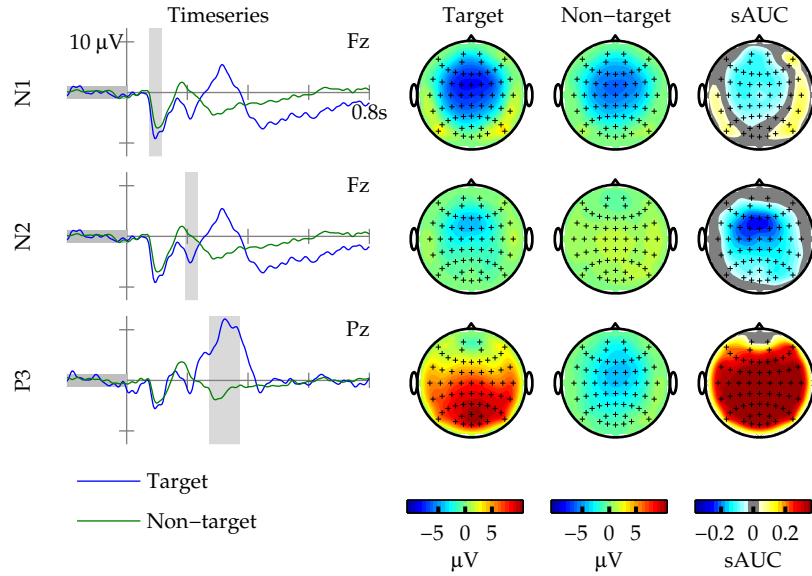 Timeseries Target Non-target sAUC
N1
10 μV
Fz
0.8s
N2
Fz
P3
Pz
Target
Non-target
-5 0 5
μV
-5 0 5
μV
-0.2 0 0.2
sAUC